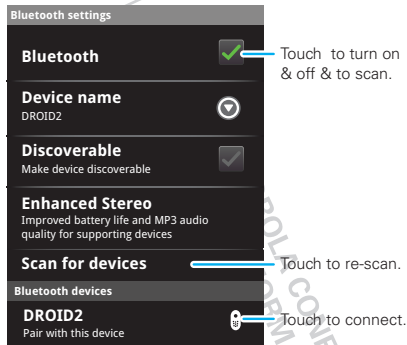 Bluetooth settings
Bluetooth
Touch to turn on
& off & to scan.
Device name
DROID2
Discoverable
Make device discoverable
Enhanced Stereo
Improved battery life and MP3 audio
quality for supporting devices
Scan for devices
Touch to re-scan.
Bluetooth devices
DROID2
Pair with this device
Touch to connect.